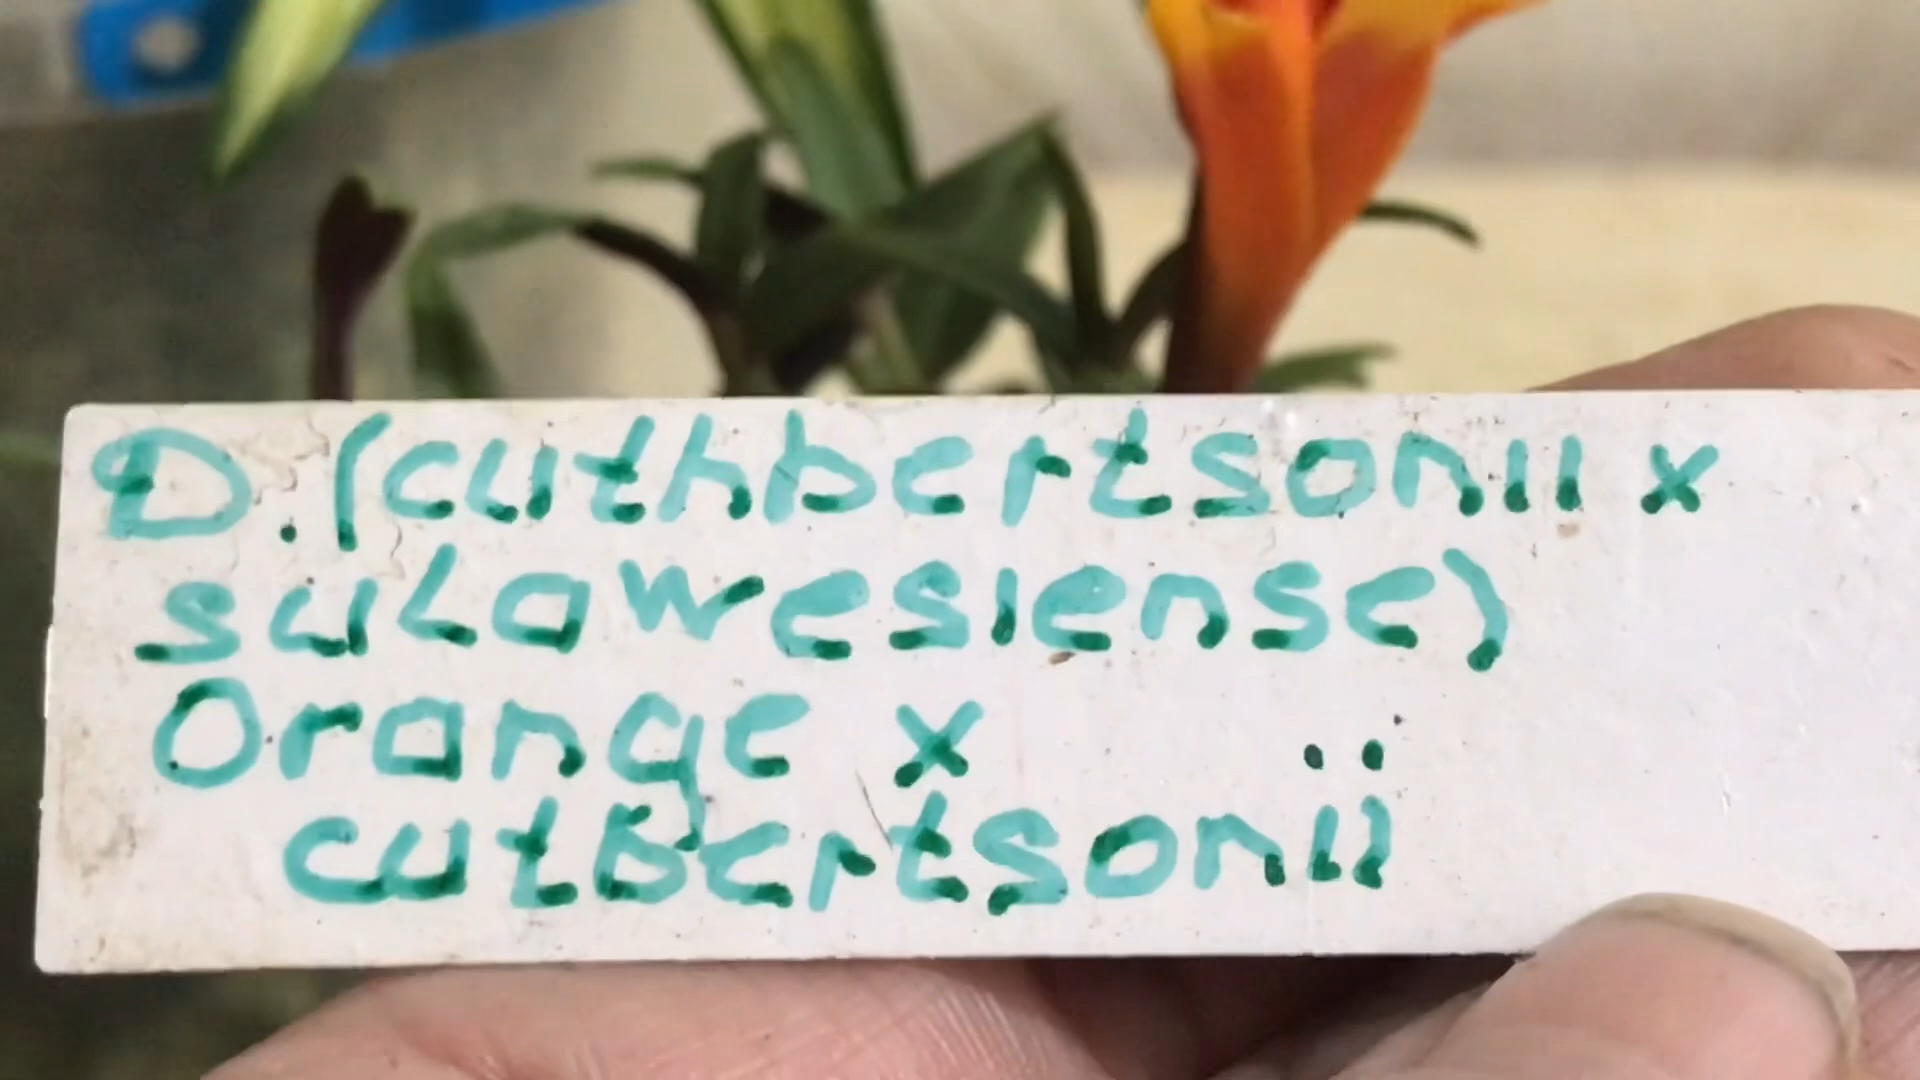 D. (cuthbertsonii x
sulawesiense)
Orange x
cutbertsonii